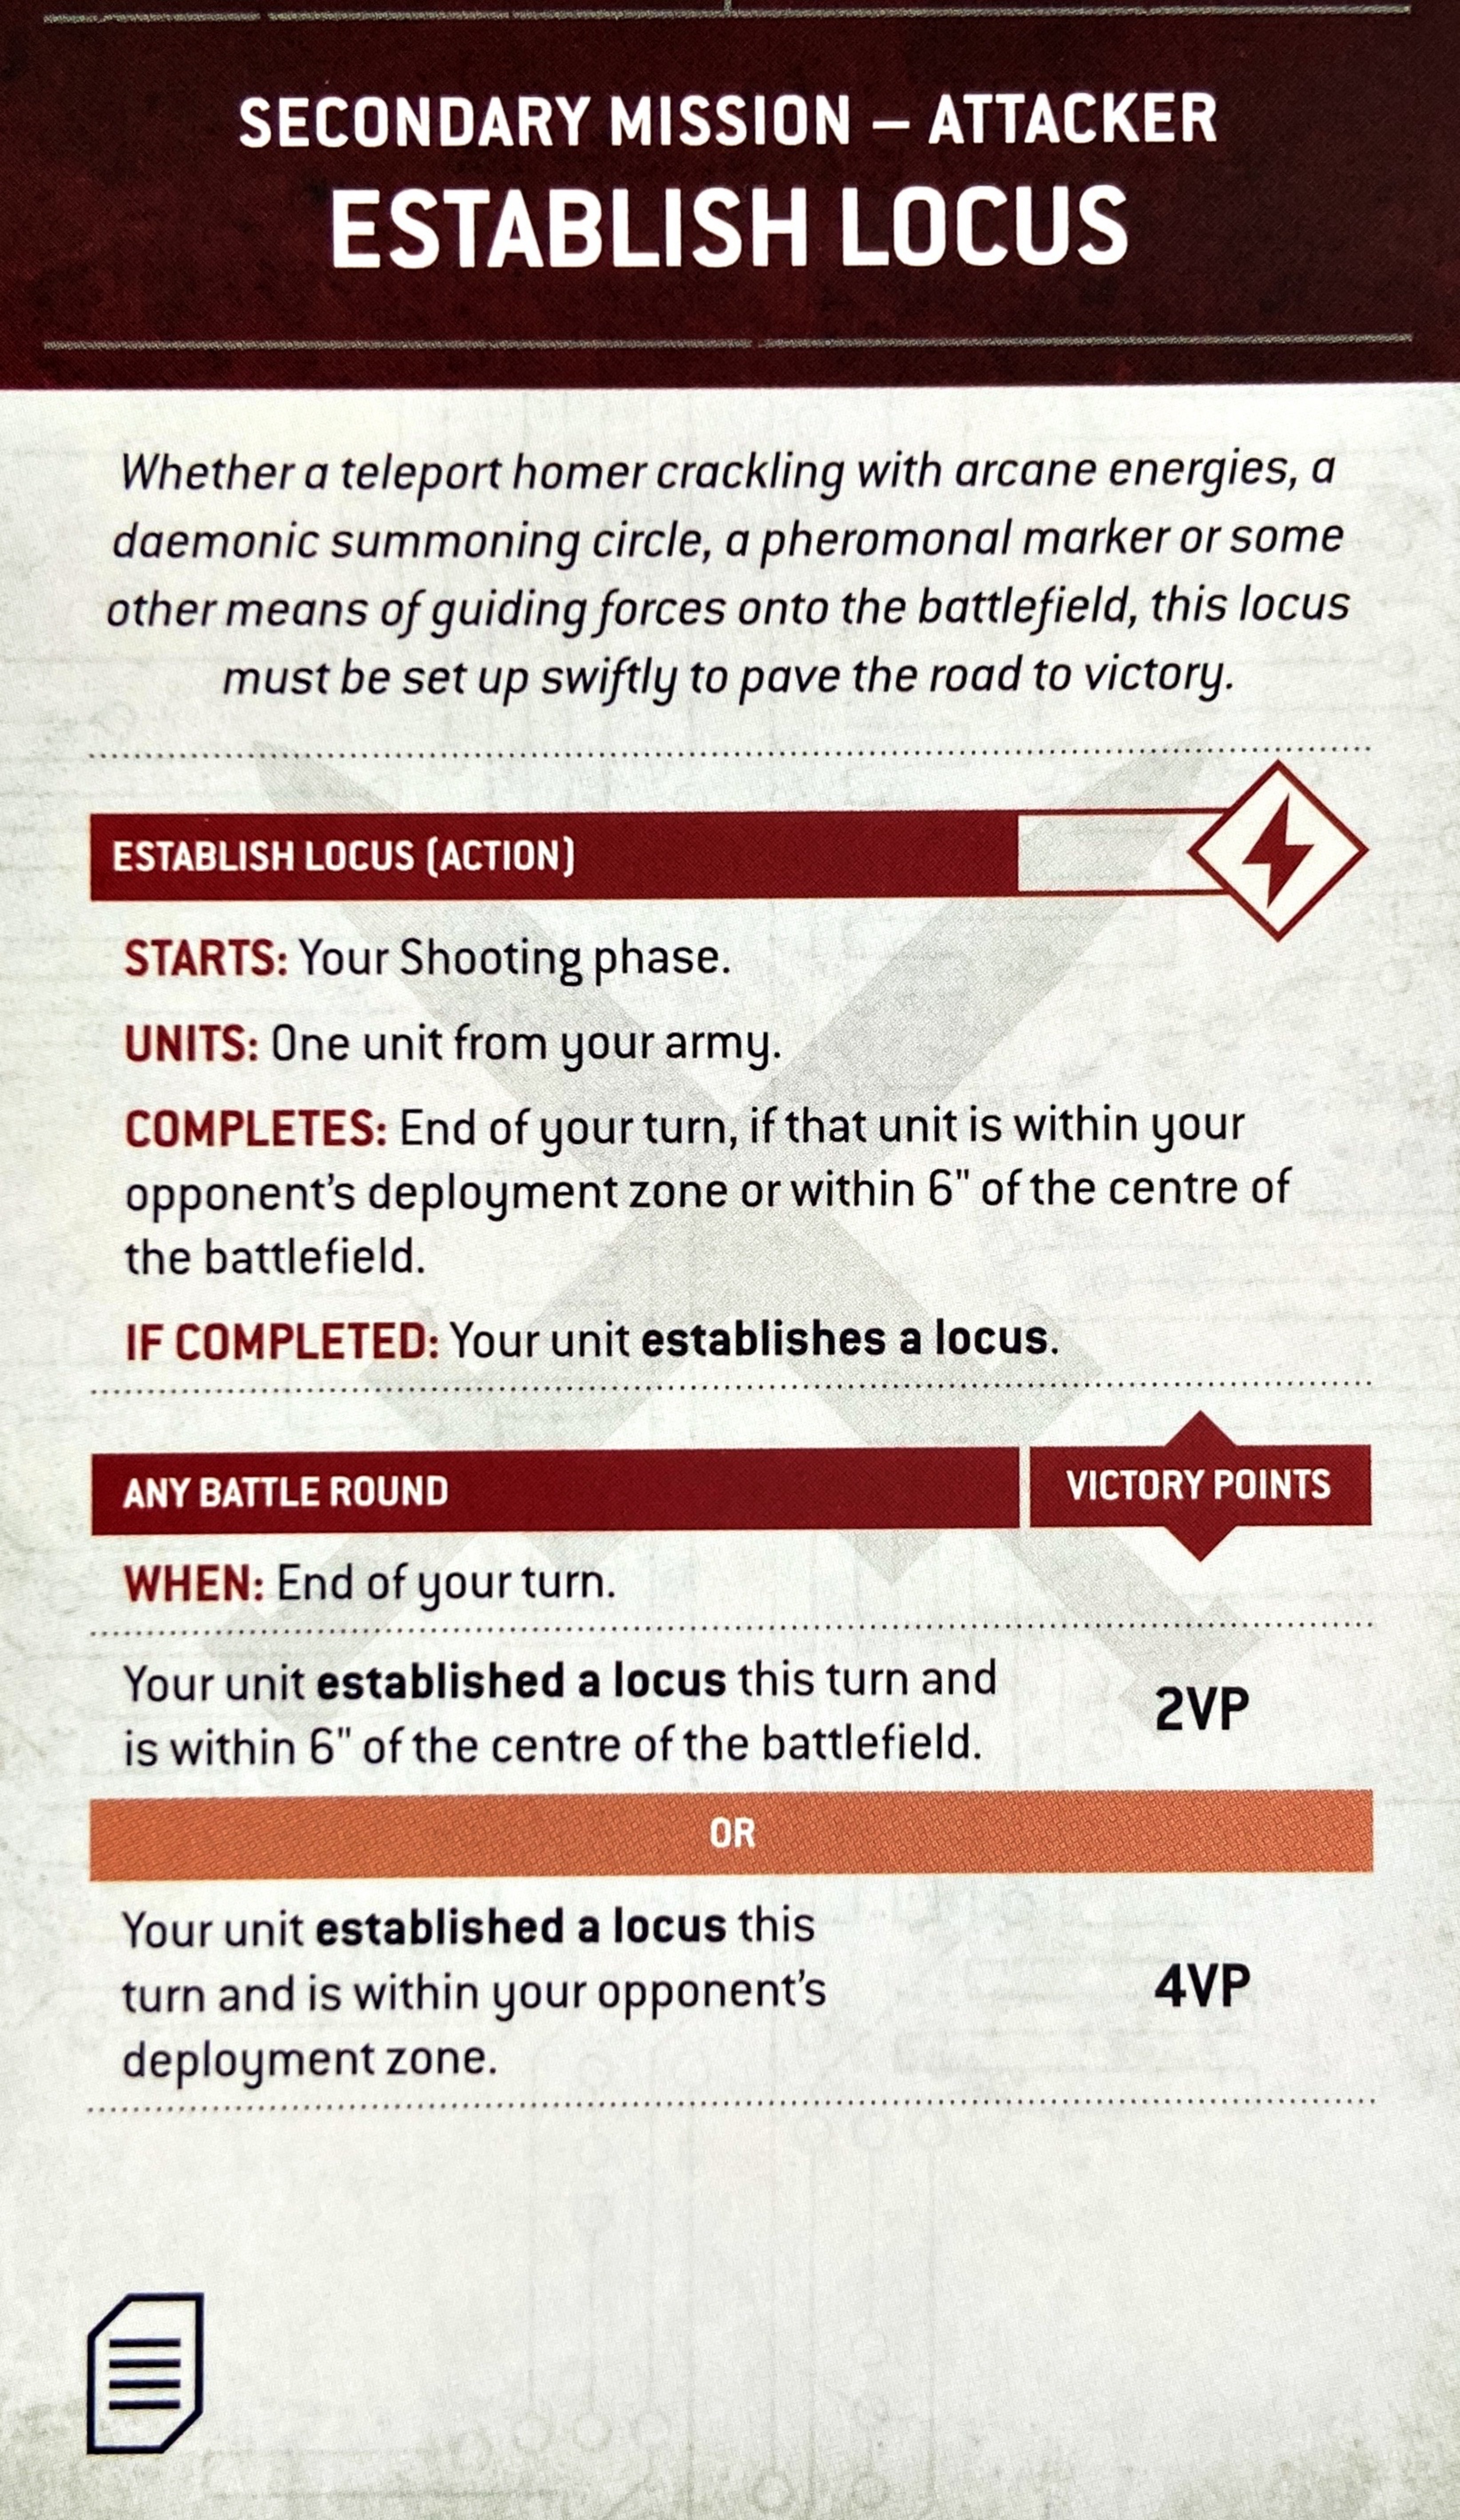 SECONDARY MISSION – ATTACKER
ESTABLISH LOCUS
Whether a teleport homer crackling with arcane energies, a
daemonic summoning circle, a pheromonal marker or some
other means of guiding forces onto the battlefield, this locus
must be set up swiftly to pave the road to victory.
ESTABLISH LOCUS (ACTION)
STARTS: Your Shooting phase.
UNITS: One unit from your army.
COMPLETES: End of your turn, if that unit is within your
opponent's deployment zone or within 6" of the centre of
the battlefield.
IF COMPLETED: Your unit establishes a locus.
ANY BATTLE ROUND
VICTORY POINTS
WHEN: End of your turn.
Your unit established a locus this turn and
is within 6" of the centre of the battlefield.
2VP
OR
Your unit established a locus this
turn and is within your opponent's
deployment zone.
4VP